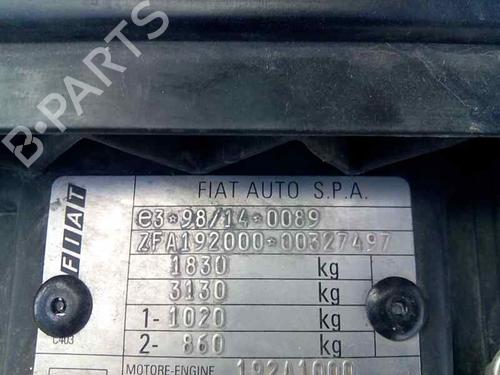 FIAT AUTO S.P.A.
FIAT
e3*98/14*0089
ZFA192000*00327497
1830 kg
3130 kg
1- 1020 kg
2- 860 kg
C403
MOTORE-ENGINE 192A1000
B-PARTS